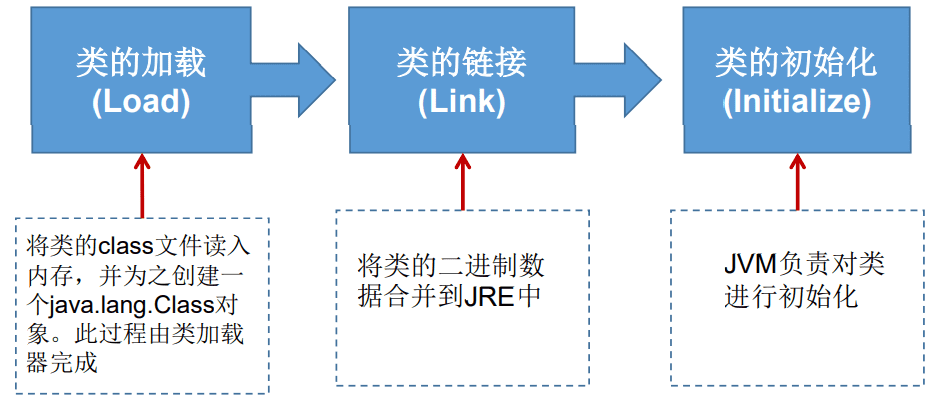 类的加载
(Load)
类的链接
(Link)
类的初始化
(Initialize)
将类的class文件读入
内存，并为之创建一
个java.lang.Class对
象。此过程由类加载
器完成
将类的二进制数
据合并到JRE中
JVM负责对类
进行初始化